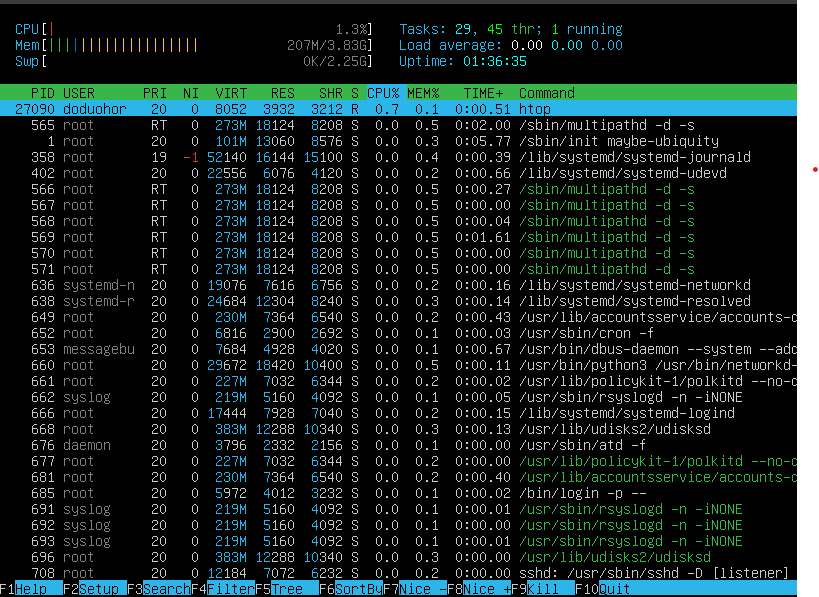 CPU[| 1.3%] Tasks: 29, 45 thr; 1 running
Mem[||||||||||||||||||| 207M/3.83G] Load average: 0.00 0.00 0.00
Swp[ 0K/2.25G] Uptime: 01:36:35
PID USER PRI NI VIRT RES SHR S CPU% MEM% TIME+ Command
27090 doduohor 20 0 8052 3932 3212 R 0.7 0.1 0:00.51 htop
565 root RT 0 273M 18124 8208 S 0.0 0.5 0:02.00 /sbin/multipathd -d -s
1 root 20 0 101M 13060 8576 S 0.0 0.3 0:05.77 /sbin/init maybe-ubiquity
358 root 19 -1 52140 16144 15100 S 0.0 0.4 0:00.39 /lib/systemd/systemd-journald
402 root 20 0 22556 6076 4120 S 0.0 0.2 0:00.66 /lib/systemd/systemd-udevd
566 root RT 0 273M 18124 8208 S 0.0 0.5 0:00.27 /sbin/multipathd -d -s
567 root RT 0 273M 18124 8208 S 0.0 0.5 0:00.00 /sbin/multipathd -d -s
568 root RT 0 273M 18124 8208 S 0.0 0.5 0:00.04 /sbin/multipathd -d -s
569 root RT 0 273M 18124 8208 S 0.0 0.5 0:01.61 /sbin/multipathd -d -s
570 root RT 0 273M 18124 8208 S 0.0 0.5 0:00.00 /sbin/multipathd -d -s
571 root RT 0 273M 18124 8208 S 0.0 0.5 0:00.00 /sbin/multipathd -d -s
636 systemd-n 20 0 19076 7616 6756 S 0.0 0.2 0:00.16 /lib/systemd/systemd-networkd
638 systemd-r 20 0 24684 12304 8240 S 0.0 0.3 0:00.14 /lib/systemd/systemd-resolved
649 root 20 0 230M 7364 6540 S 0.0 0.2 0:00.43 /usr/lib/accountsservice/accounts-d
652 root 20 0 6816 2900 2692 S 0.0 0.1 0:00.03 /usr/sbin/cron -f
653 messagebu 20 0 7684 4928 4020 S 0.0 0.1 0:00.67 /usr/bin/dbus-daemon --system --add
660 root 20 0 29672 18420 10400 S 0.0 0.5 0:00.11 /usr/bin/python3 /usr/bin/networkd-
661 root 20 0 227M 7032 6344 S 0.0 0.2 0:00.02 /usr/lib/policykit-1/polkitd --no-d
662 syslog 20 0 219M 5160 4092 S 0.0 0.1 0:00.05 /usr/sbin/rsyslogd -n -iNONE
666 root 20 0 17444 7928 7040 S 0.0 0.2 0:00.15 /lib/systemd/systemd-logind
668 root 20 0 383M 12288 10340 S 0.0 0.3 0:00.13 /usr/lib/udisks2/udisksd
676 daemon 20 0 3796 2332 2156 S 0.0 0.1 0:00.00 /usr/sbin/atd -f
677 root 20 0 227M 7032 6344 S 0.0 0.2 0:00.00 /usr/lib/policykit-1/polkitd --no-d
681 root 20 0 230M 7364 6540 S 0.0 0.2 0:00.40 /usr/lib/accountsservice/accounts-d
685 root 20 0 5972 4012 3232 S 0.0 0.1 0:00.02 /bin/login -p --
691 syslog 20 0 219M 5160 4092 S 0.0 0.1 0:00.01 /usr/sbin/rsyslogd -n -iNONE
692 syslog 20 0 219M 5160 4092 S 0.0 0.1 0:00.00 /usr/sbin/rsyslogd -n -iNONE
693 syslog 20 0 219M 5160 4092 S 0.0 0.1 0:00.01 /usr/sbin/rsyslogd -n -iNONE
696 root 20 0 383M 12288 10340 S 0.0 0.3 0:00.00 /usr/lib/udisks2/udisksd
708 root 20 0 12184 7072 6232 S 0.0 0.2 0:00.00 sshd: /usr/sbin/sshd -D [listener]
F1Help F2Setup F3SearchF4FilterF5Tree F6SortByF7Nice -F8Nice +F9Kill F10Quit